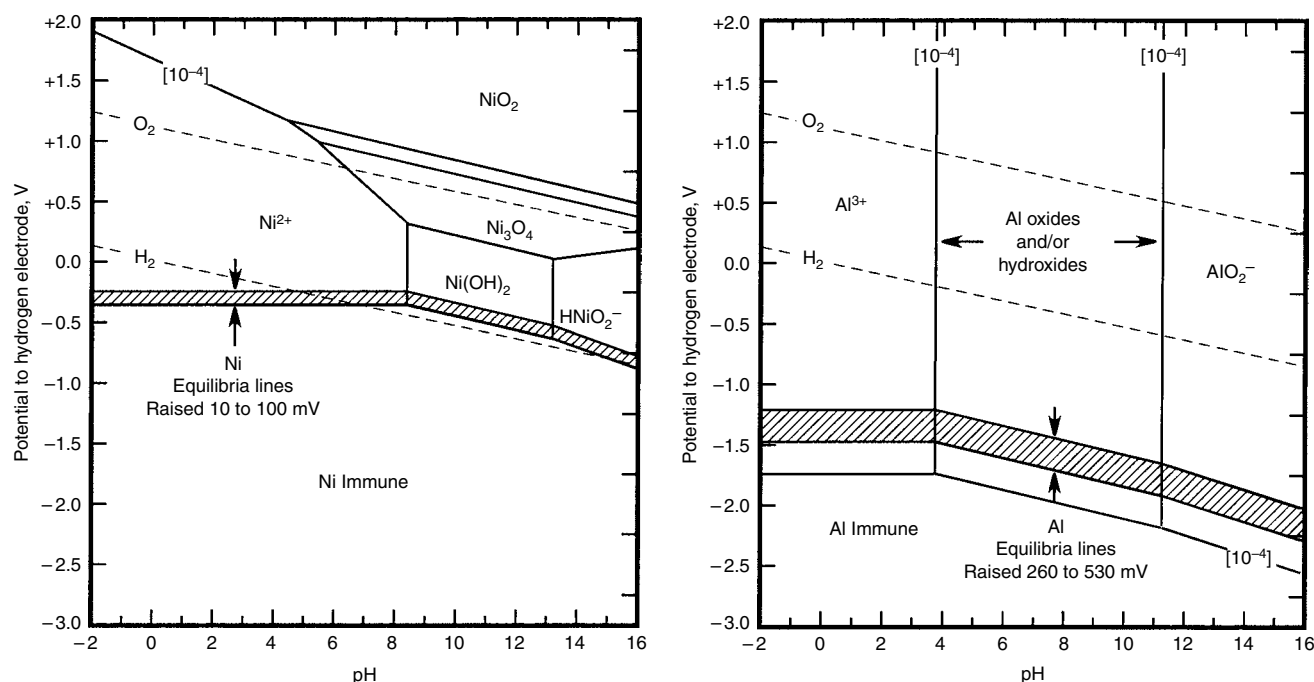 +2.0
+1.5
+1.0
+0.5
0.0
−0.5
−1.0
−1.5
−2.0
−2.5
−3.0
Potential to hydrogen electrode, V
[10⁻⁴]
NiO₂
O₂
Ni²⁺
Ni₃O₄
H₂
Ni(OH)₂
HNiO₂⁻
Ni
Equilibria lines
Raised 10 to 100 mV
Ni Immune
−2 0 2 4 6 8 10 12 14 16
pH
+2.0
+1.5
+1.0
+0.5
0.0
−0.5
−1.0
−1.5
−2.0
−2.5
−3.0
Potential to hydrogen electrode, V
[10⁻⁴] [10⁻⁴]
O₂
Al³⁺
Al oxides
and/or
hydroxides
H₂
AlO₂⁻
Al Immune
Al
Equilibria lines
Raised 260 to 530 mV
[10⁻⁴]
−2 0 2 4 6 8 10 12 14 16
pH